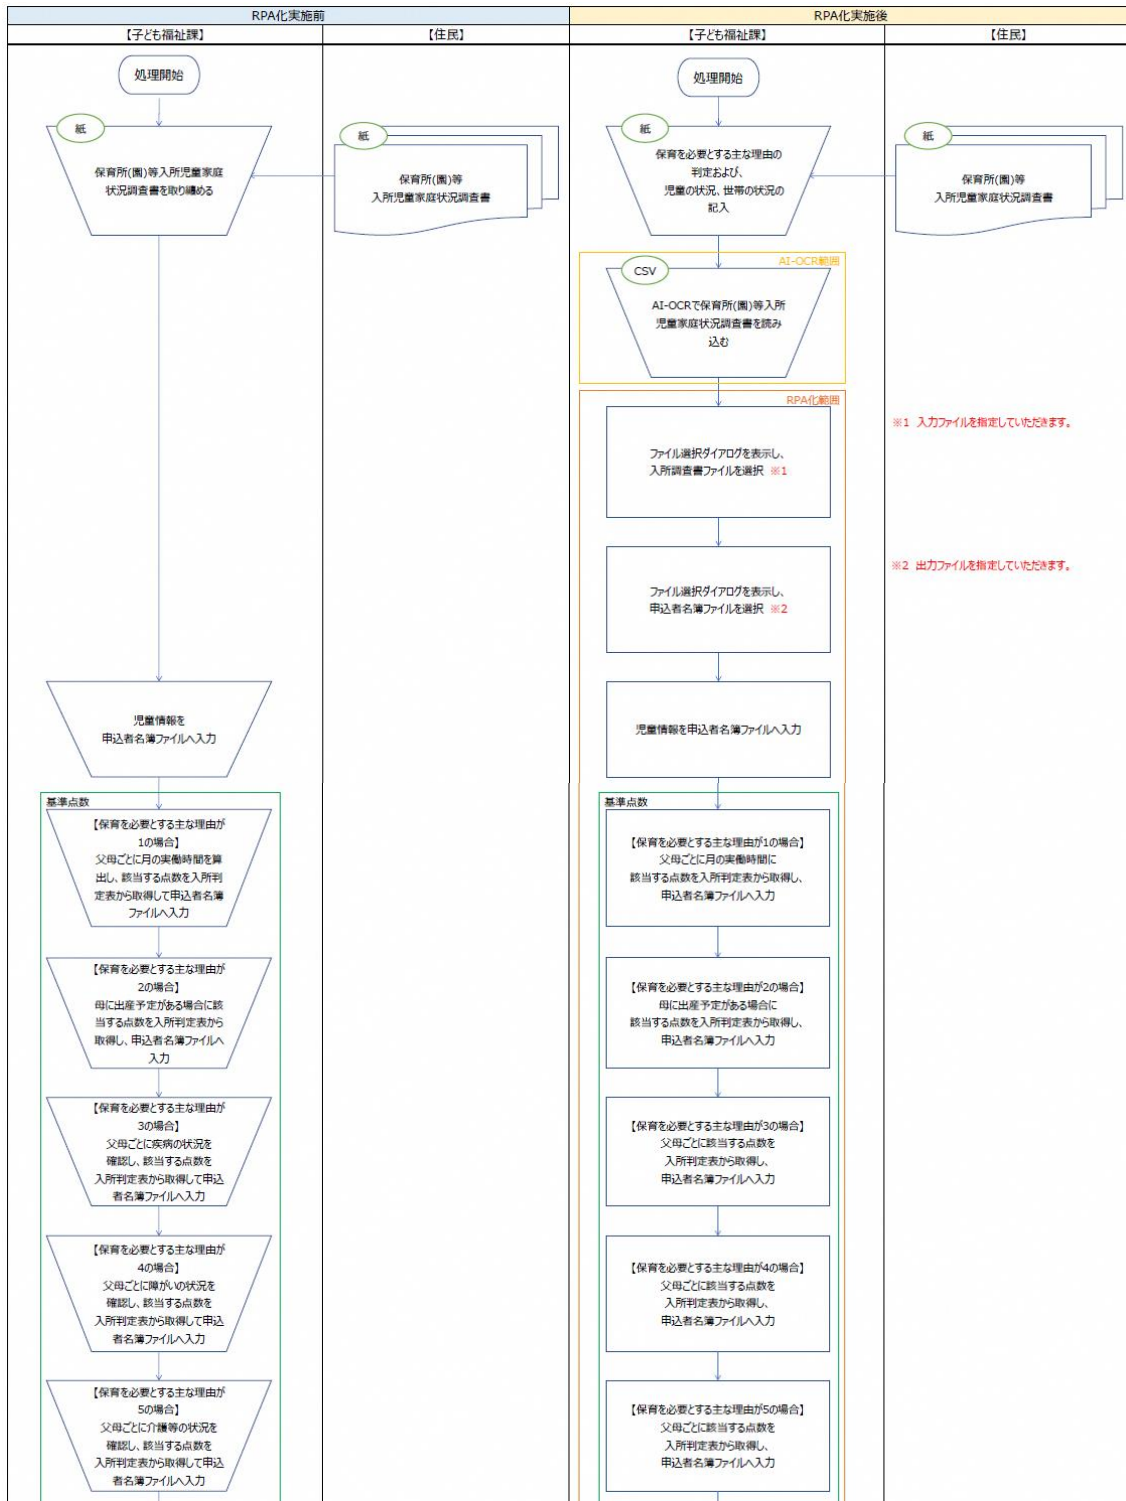 RPA化実施前
RPA化実施後
【子ども福祉課】
【住民】
【子ども福祉課】
【住民】
処理開始
紙
保育所(園)等入所児童家庭
状況調査書を取り纏める
紙
保育所(園)等
入所児童家庭状況調査書
児童情報を
申込者名簿ファイルへ入力
基準点数
【保育を必要とする主な理由が
1の場合】
父母ごとに月の実働時間を算
出し、該当する点数を入所判
定表から取得して申込者名簿
ファイルへ入力
【保育を必要とする主な理由が
2の場合】
母に出産予定がある場合に該
当する点数を入所判定表から
取得し、申込者名簿ファイルへ
入力
【保育を必要とする主な理由が
3の場合】
父母ごとに疾病の状況を
確認し、該当する点数を
入所判定表から取得して申込
者名簿ファイルへ入力
【保育を必要とする主な理由が
4の場合】
父母ごとに障がいの状況を
確認し、該当する点数を
入所判定表から取得して申込
者名簿ファイルへ入力
【保育を必要とする主な理由が
5の場合】
父母ごとに介護等の状況を
確認し、該当する点数を
入所判定表から取得して申込
者名簿ファイルへ入力
処理開始
紙
保育を必要とする主な理由の
判定および、
児童の状況、世帯の状況の
記入
紙
保育所(園)等
入所児童家庭状況調査書
AI-OCR範囲
CSV
AI-OCRで保育所(園)等入所
児童家庭状況調査書を読み
込む
RPA化範囲
ファイル選択ダイアログを表示し、
入所調査書ファイルを選択 ※1
※1 入力ファイルを指定していただきます。
ファイル選択ダイアログを表示し、
申込者名簿ファイルを選択 ※2
※2 出力ファイルを指定していただきます。
児童情報を申込者名簿ファイルへ入力
基準点数
【保育を必要とする主な理由が1の場合】
父母ごとに月の実働時間に
該当する点数を入所判定表から取得し、
申込者名簿ファイルへ入力
【保育を必要とする主な理由が2の場合】
母に出産予定がある場合に
該当する点数を入所判定表から取得し、
申込者名簿ファイルへ入力
【保育を必要とする主な理由が3の場合】
父母ごとに該当する点数を
入所判定表から取得し、
申込者名簿ファイルへ入力
【保育を必要とする主な理由が4の場合】
父母ごとに該当する点数を
入所判定表から取得し、
申込者名簿ファイルへ入力
【保育を必要とする主な理由が5の場合】
父母ごとに該当する点数を
入所判定表から取得し、
申込者名簿ファイルへ入力